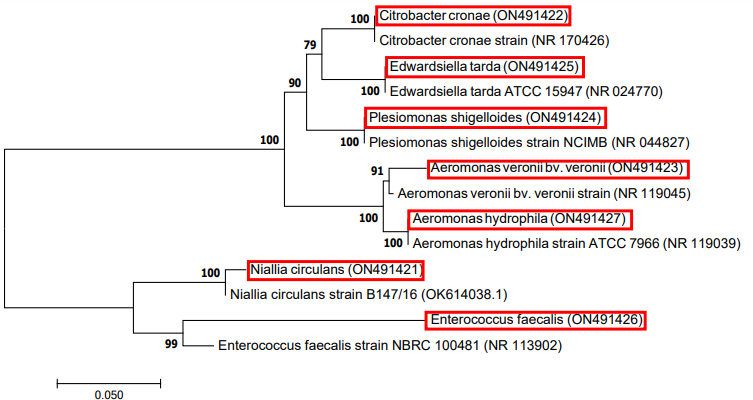 100 Citrobacter cronae (ON491422)
Citrobacter cronae strain (NR 170426)
79
Edwardsiella tarda (ON491425)
90
100 Edwardsiella tarda ATCC 15947 (NR 024770)
Plesiomonas shigelloides (ON491424)
100
100 Plesiomonas shigelloides strain NCIMB (NR 044827)
91 Aeromonas veronii bv. veronii (ON491423)
Aeromonas veronii bv. veronii strain (NR 119045)
100 Aeromonas hydrophila (ON491427)
100 Aeromonas hydrophila strain ATCC 7966 (NR 119039)
100 Niallia circulans (ON491421)
Niallia circulans strain B147/16 (OK614038.1)
Enterococcus faecalis (ON491426)
99 Enterococcus faecalis strain NBRC 100481 (NR 113902)
0.050